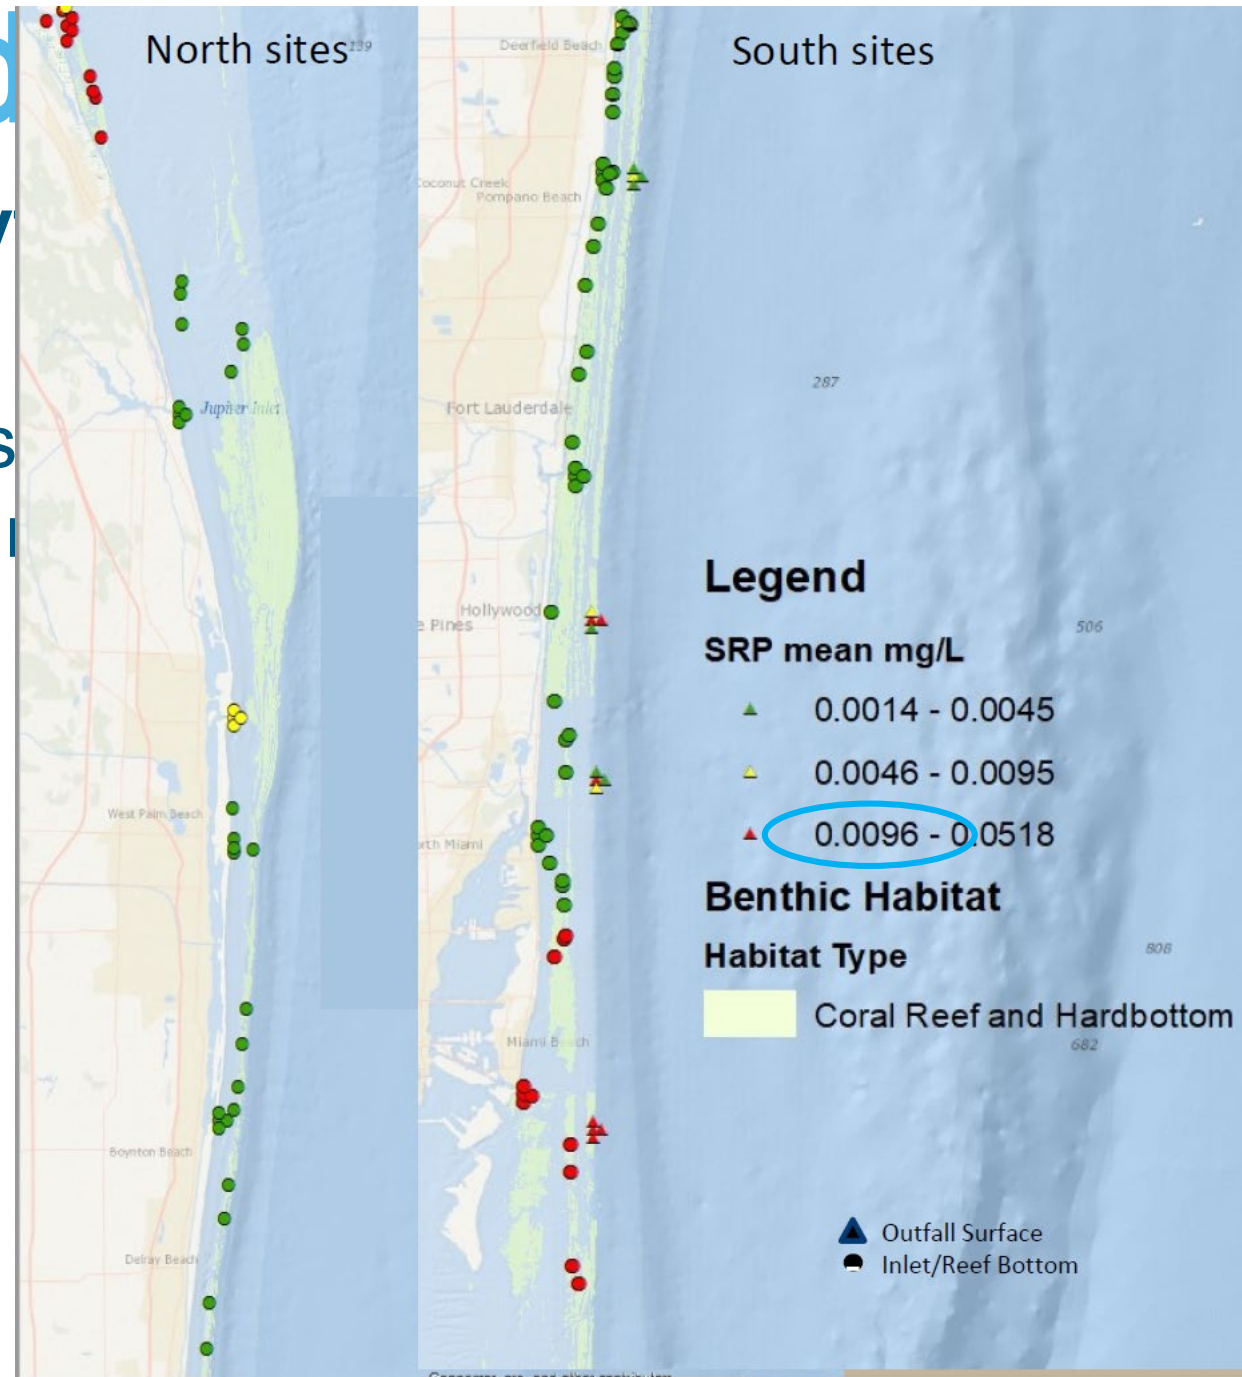 d
North sites
139
South sites
Deerfield Beach
Coconut Creek
Pompano Beach
y
287
Jupiter Inlet
Fort Lauderdale
s
Legend
Hollywood
e Pines
506
SRP mean mg/L
0.0014 - 0.0045
0.0046 - 0.0095
West Palm Beach
0.0096 - 0.0518
rth Miami
Benthic Habitat
Habitat Type
808
Coral Reef and Hardbottom
Miami Beach
682
Boynton Beach
Outfall Surface
Delray Beach
Inlet/Reef Bottom